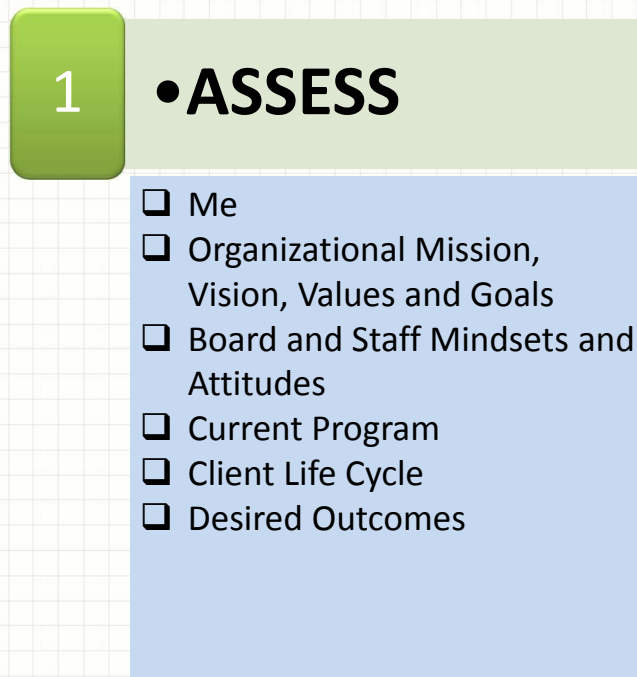 1
•ASSESS
❑ Me
❑ Organizational Mission,
Vision, Values and Goals
❑ Board and Staff Mindsets and
Attitudes
❑ Current Program
❑ Client Life Cycle
❑ Desired Outcomes